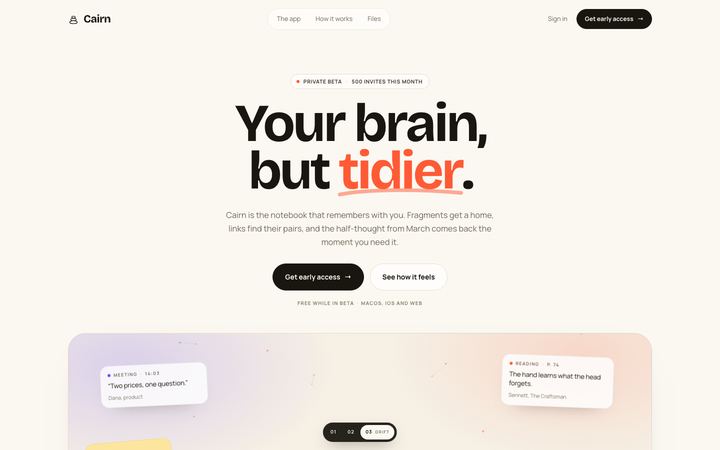 Cairn
The app
How it works
Files
Sign in
Get early access →
PRIVATE BETA · 500 INVITES THIS MONTH
Your brain,
but tidier.
Cairn is the notebook that remembers with you. Fragments get a home,
links find their pairs, and the half-thought from March comes back the
moment you need it.
Get early access →
See how it feels
FREE WHILE IN BETA · MACOS, IOS AND WEB
MEETING · 14:03
“Two prices, one question.”
Dana, product
READING · P. 74
The hand learns what the head
forgets.
Sennett, The Craftsman
01
02
03 DRIFT